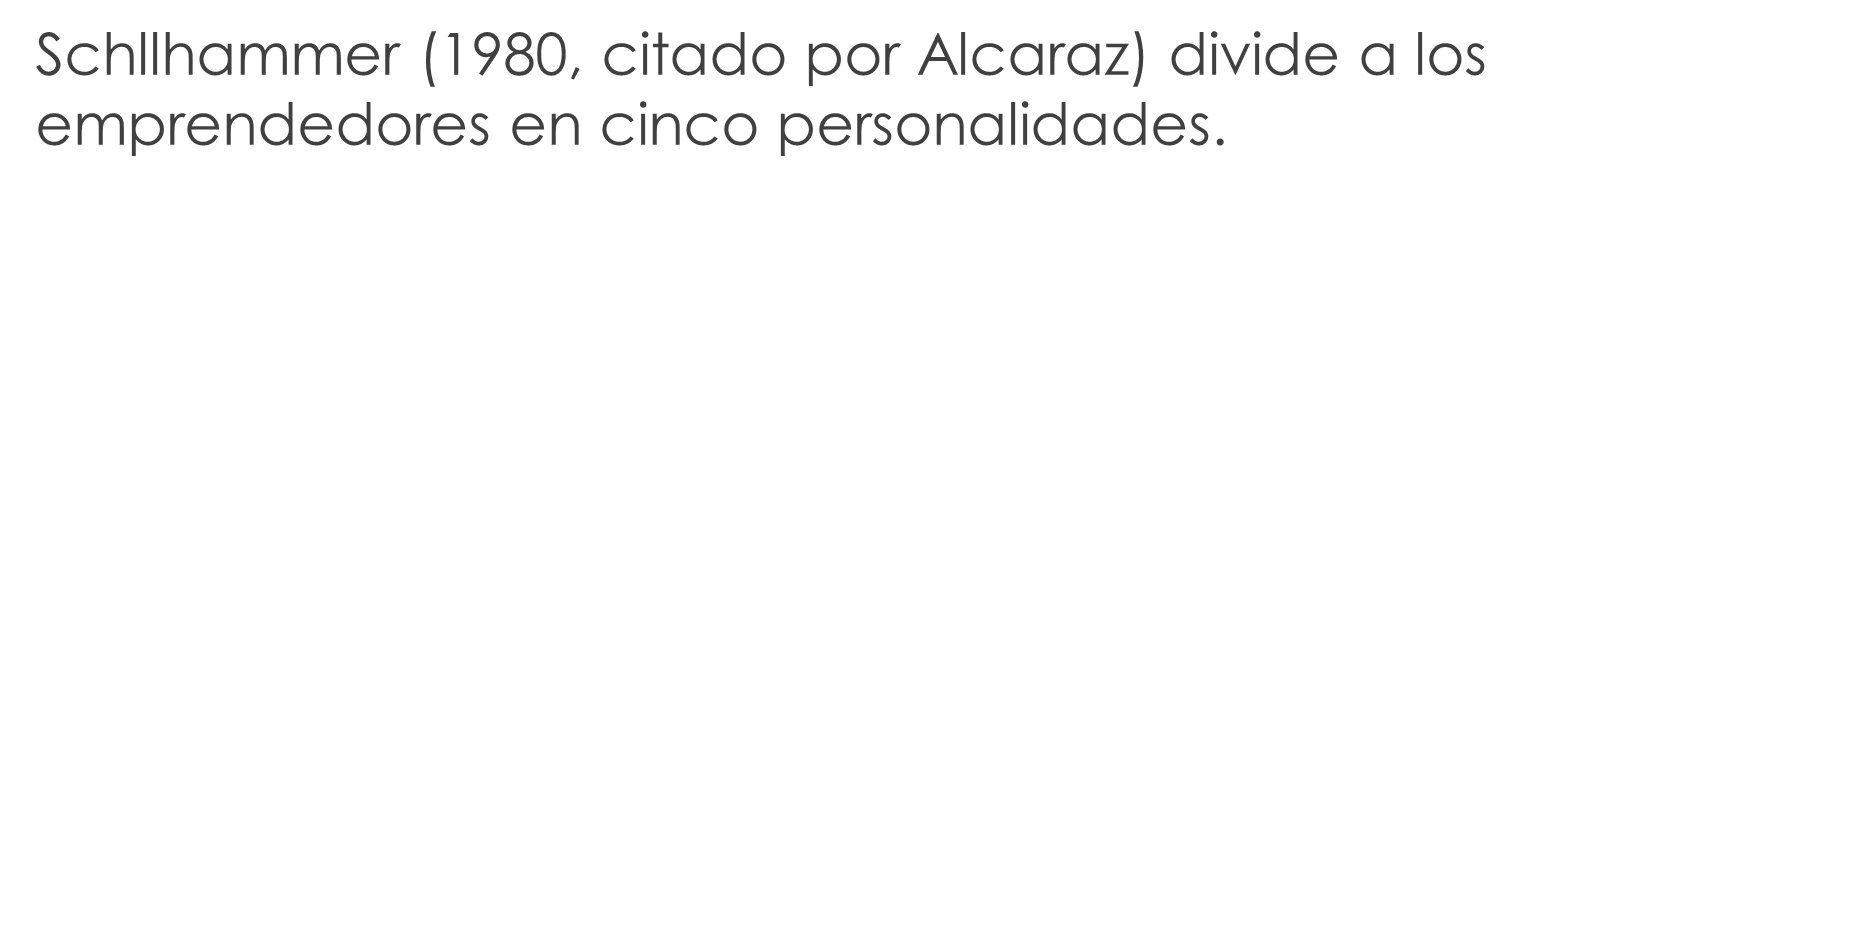 Schllhammer (1980, citado por Alcaraz) divide a los
emprendedores en cinco personalidades.